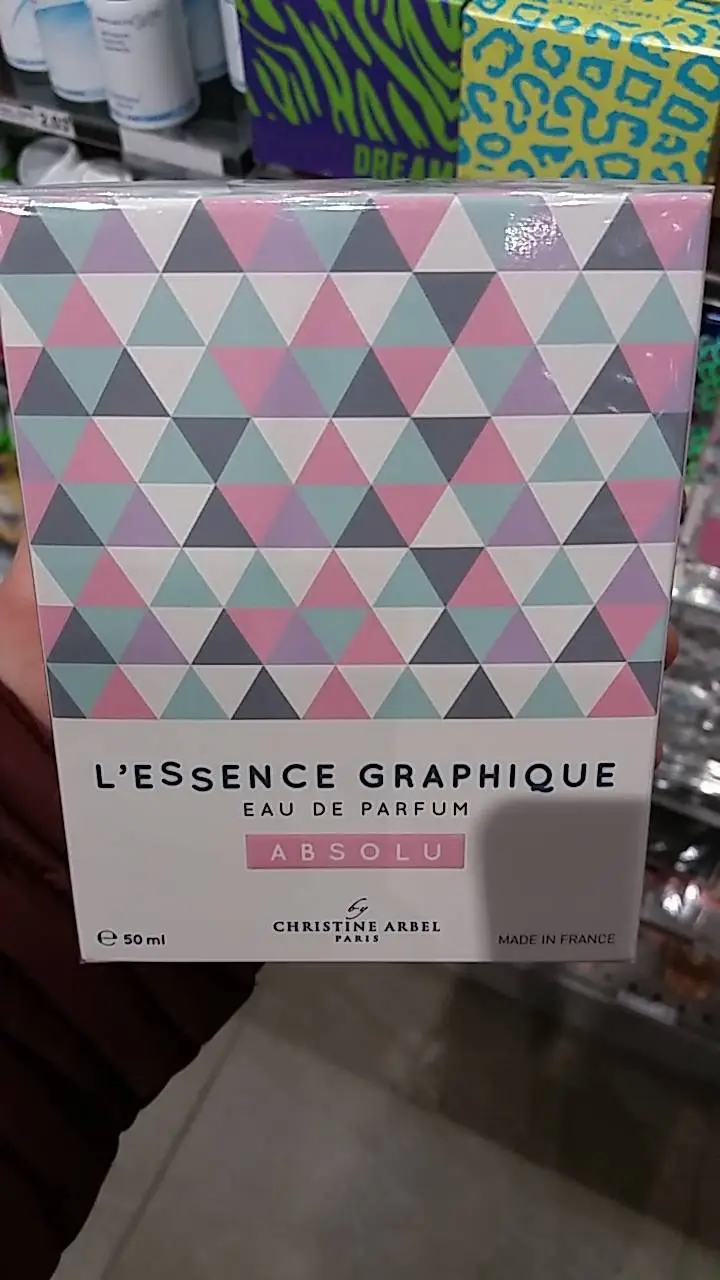 DREAM
L'ESSENCE GRAPHIQUE
EAU DE PARFUM
ABSOLU
by
CHRISTINE ARBEL
PARIS
℮ 50 ml
MADE IN FRANCE